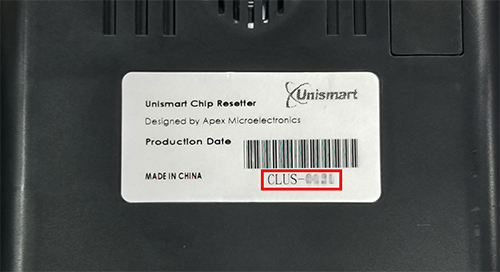 Unismart
Unismart Chip Resetter
Designed by Apex Microelectronics
Production Date
MADE IN CHINA
CLUS-